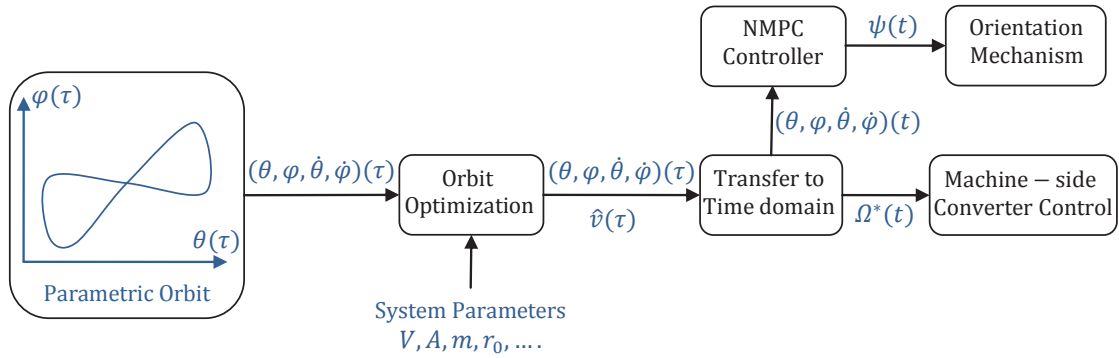 φ(τ)
θ(τ)
Parametric Orbit
(θ, φ, θ̇, φ̇)(τ)
Orbit
Optimization
System Parameters
V, A, m, r₀, … .
(θ, φ, θ̇, φ̇)(τ)
v̂(τ)
Transfer to
Time domain
(θ, φ, θ̇, φ̇)(t)
NMPC
Controller
ψ(t)
Orientation
Mechanism
Ω*(t)
Machine − side
Converter Control